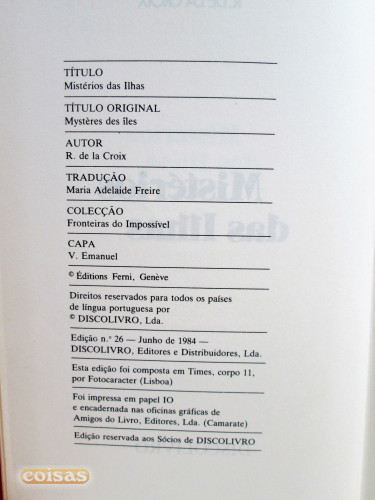 TÍTULO
Mistérios das Ilhas
TÍTULO ORIGINAL
Mystères des îles
AUTOR
R. de la Croix
TRADUÇÃO
Maria Adelaide Freire
COLECÇÃO
Fronteiras do Impossível
CAPA
V. Emanuel
© Éditions Ferni, Genève
Direitos reservados para todos os países
de língua portuguesa por
© DISCOLIVRO, Lda.
Edição n.º 26 — Junho de 1984 —
DISCOLIVRO, Editores e Distribuidores, Lda.
Esta edição foi composta em Times, corpo 11,
por Fotocaracter (Lisboa)
Foi impressa em papel IO
e encadernada nas oficinas gráficas de
Amigos do Livro, Editores, Lda. (Camarate)
Edição reservada aos Sócios de DISCOLIVRO
coisas